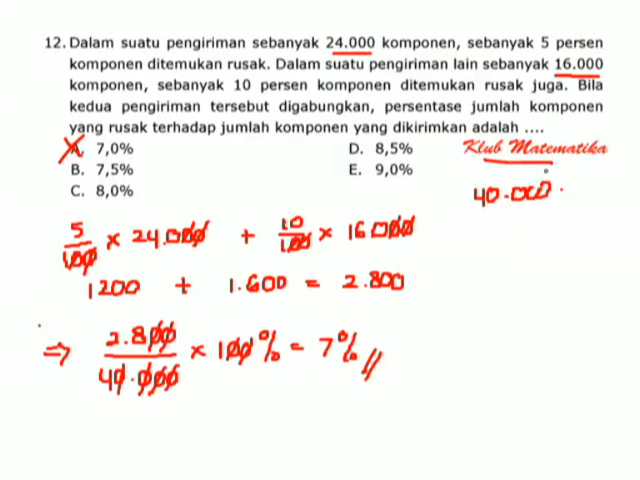 12. Dalam suatu pengiriman sebanyak 24.000 komponen, sebanyak 5 persen
komponen ditemukan rusak. Dalam suatu pengiriman lain sebanyak 16.000
komponen, sebanyak 10 persen komponen ditemukan rusak juga. Bila
kedua pengiriman tersebut digabungkan, persentase jumlah komponen
yang rusak terhadap jumlah komponen yang dikirimkan adalah ....
A. 7,0%
B. 7,5%
C. 8,0%
D. 8,5%
E. 9,0%
Klub Matematika
40.000
5/100 × 24.000 + 10/100 × 16000
1200 + 1.600 = 2.800
⇒ 2.800/40.000 × 100% = 7% //